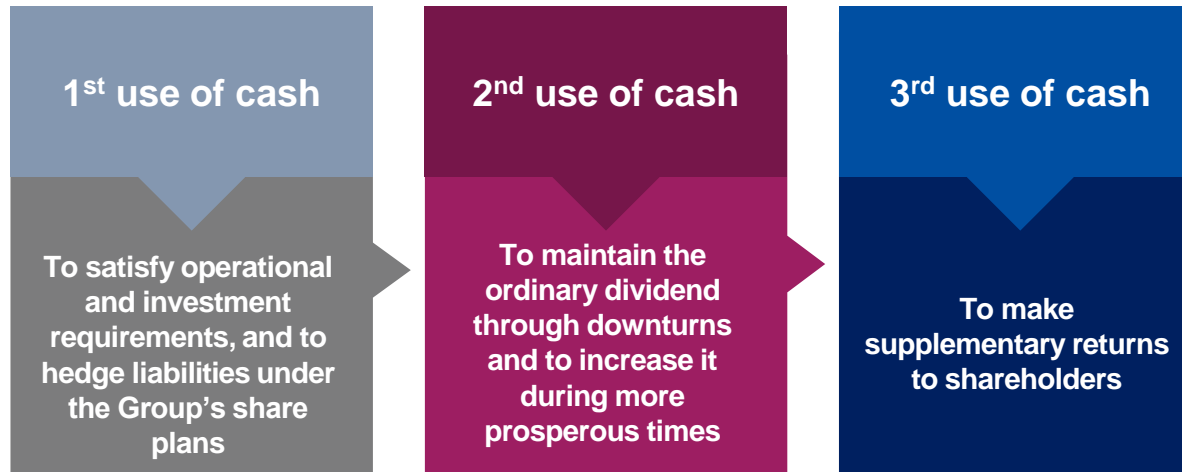 1st use of cash
To satisfy operational
and investment
requirements, and to
hedge liabilities under
the Group’s share
plans
2nd use of cash
To maintain the
ordinary dividend
through downturns
and to increase it
during more
prosperous times
3rd use of cash
To make
supplementary returns
to shareholders